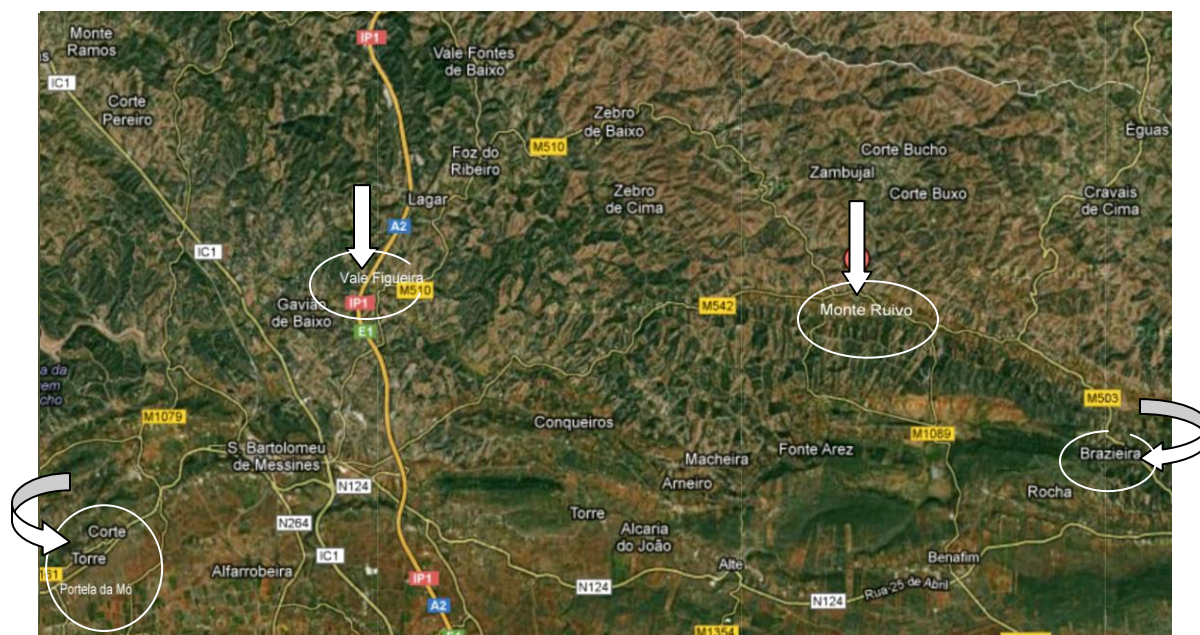 Monte
Ramos
IP1
Vale Fontes
de Baixo
IC1
Corte
Pereiro
Zebro
de Baixo
Éguas
M510
Foz do
Ribeiro
Corte Bucho
Zambujal
Corte Buxo
Zebro
de Cima
Cravais
de Cima
Lagar
A2
IC1
Vale Figueira
M510
IP1
Gavião
de Baixo
E1
M542
Monte Ruivo
M503
M1079
Conqueiros
M1089
S. Bartolomeu
de Messines
Fonte Arez
Brazieira
Macheira
Arneiro
N124
Rocha
Torre
N264
Alcaria
do João
Corte
Torre
IC1
Alfarrobeira
Alte
Benafim
Portela da Mó
IP1
N124
Rua 25 de Abril
A2
N124
M1354